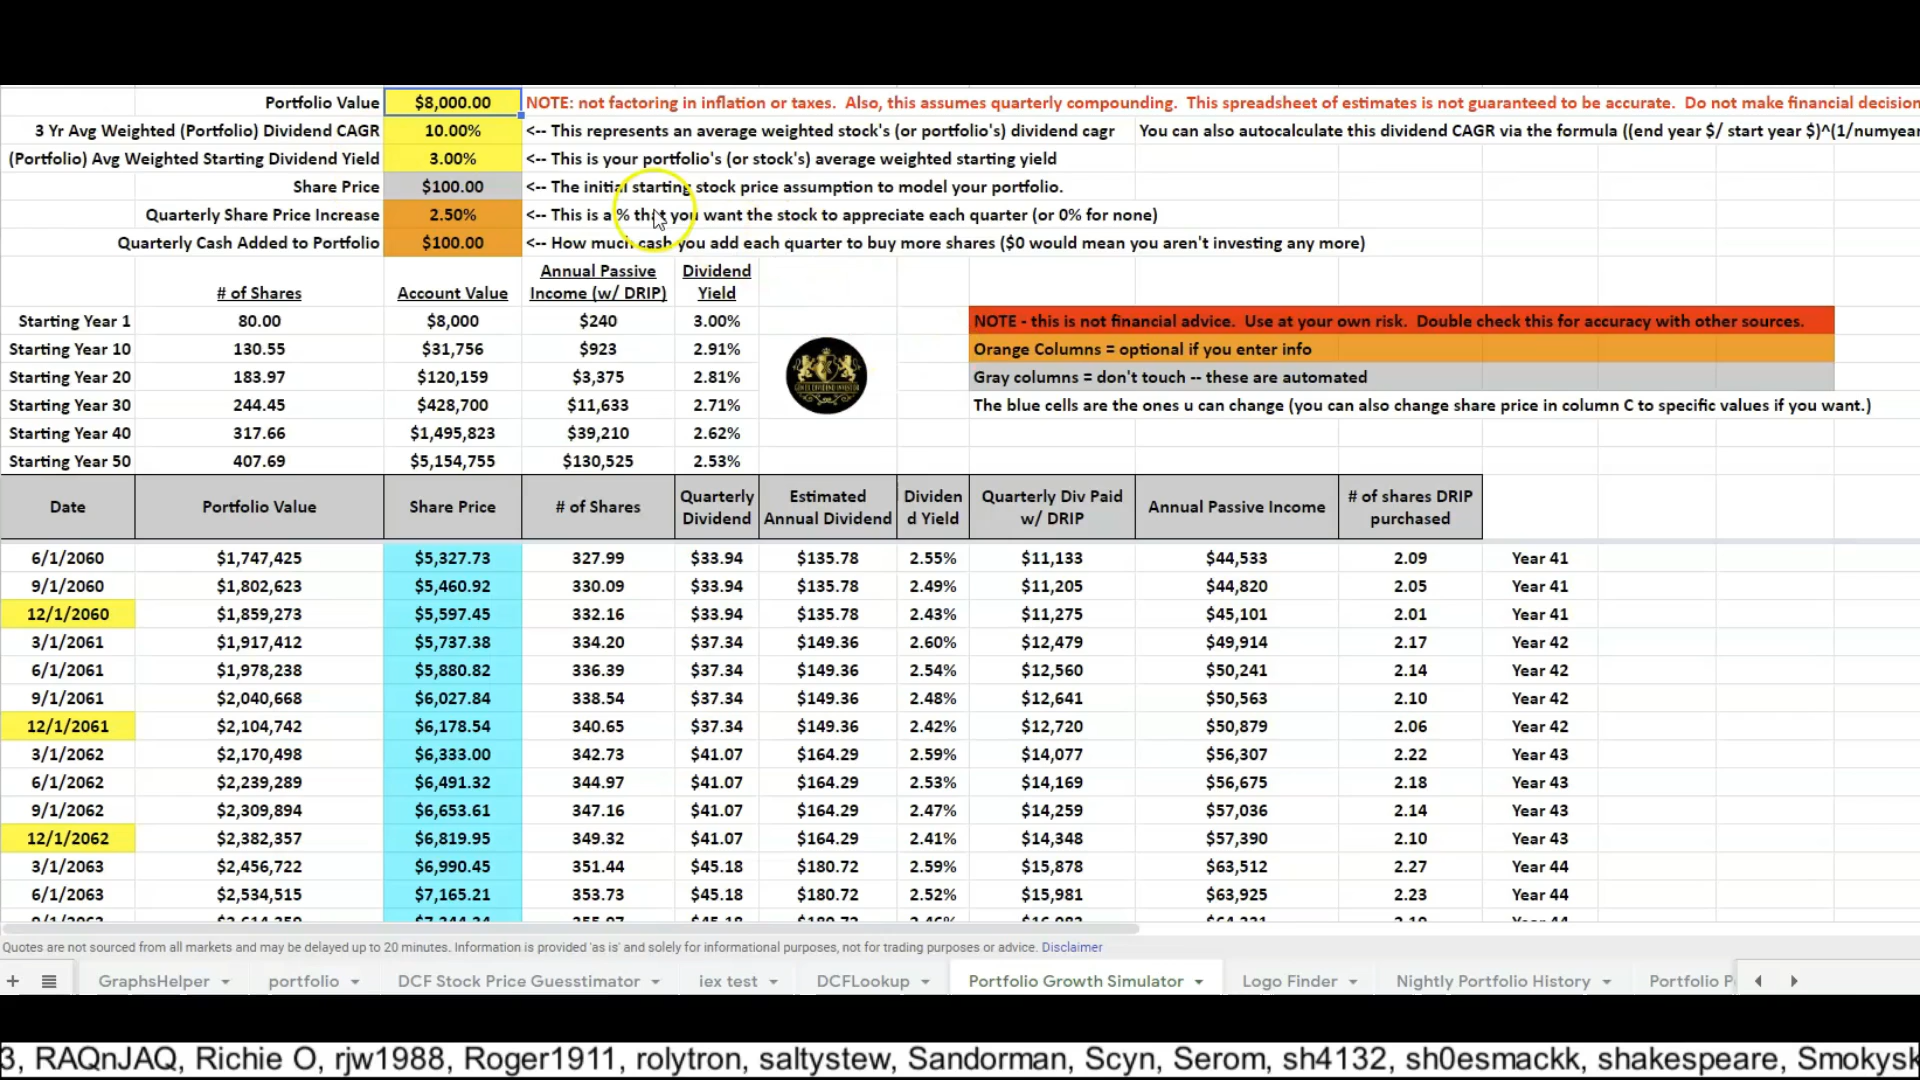 Portfolio Value $8,000.00 NOTE: not factoring in inflation or taxes. Also, this assumes quarterly compounding. This spreadsheet of estimates is not guaranteed to be accurate. Do not make financial decision
3 Yr Avg Weighted (Portfolio) Dividend CAGR 10.00% <-- This represents an average weighted stock's (or portfolio's) dividend cagr You can also autocalculate this dividend CAGR via the formula ((end year $/ start year $)^(1/numyear
(Portfolio) Avg Weighted Starting Dividend Yield 3.00% <-- This is your portfolio's (or stock's) average weighted starting yield
Share Price $100.00 <-- The initial starting stock price assumption to model your portfolio.
Quarterly Share Price Increase 2.50% <-- This is a % that you want the stock to appreciate each quarter (or 0% for none)
Quarterly Cash Added to Portfolio $100.00 <-- How much cash you add each quarter to buy more shares ($0 would mean you aren't investing any more)
# of Shares Account Value Annual Passive Income (w/ DRIP) Dividend Yield
Starting Year 1 80.00 $8,000 $240 3.00% NOTE - this is not financial advice. Use at your own risk. Double check this for accuracy with other sources.
Starting Year 10 130.55 $31,756 $923 2.91% Orange Columns = optional if you enter info
Starting Year 20 183.97 $120,159 $3,375 2.81% Gray columns = don't touch -- these are automated
Starting Year 30 244.45 $428,700 $11,633 2.71% The blue cells are the ones u can change (you can also change share price in column C to specific values if you want.)
Starting Year 40 317.66 $1,495,823 $39,210 2.62%
Starting Year 50 407.69 $5,154,755 $130,525 2.53%
Date Portfolio Value Share Price # of Shares Quarterly Dividend Estimated Annual Dividend Dividen d Yield Quarterly Div Paid w/ DRIP Annual Passive Income # of shares DRIP purchased
6/1/2060 $1,747,425 $5,327.73 327.99 $33.94 $135.78 2.55% $11,133 $44,533 2.09 Year 41
9/1/2060 $1,802,623 $5,460.92 330.09 $33.94 $135.78 2.49% $11,205 $44,820 2.05 Year 41
12/1/2060 $1,859,273 $5,597.45 332.16 $33.94 $135.78 2.43% $11,275 $45,101 2.01 Year 41
3/1/2061 $1,917,412 $5,737.38 334.20 $37.34 $149.36 2.60% $12,479 $49,914 2.17 Year 42
6/1/2061 $1,978,238 $5,880.82 336.39 $37.34 $149.36 2.54% $12,560 $50,241 2.14 Year 42
9/1/2061 $2,040,668 $6,027.84 338.54 $37.34 $149.36 2.48% $12,641 $50,563 2.10 Year 42
12/1/2061 $2,104,742 $6,178.54 340.65 $37.34 $149.36 2.42% $12,720 $50,879 2.06 Year 42
3/1/2062 $2,170,498 $6,333.00 342.73 $41.07 $164.29 2.59% $14,077 $56,307 2.22 Year 43
6/1/2062 $2,239,289 $6,491.32 344.97 $41.07 $164.29 2.53% $14,169 $56,675 2.18 Year 43
9/1/2062 $2,309,894 $6,653.61 347.16 $41.07 $164.29 2.47% $14,259 $57,036 2.14 Year 43
12/1/2062 $2,382,357 $6,819.95 349.32 $41.07 $164.29 2.41% $14,348 $57,390 2.10 Year 43
3/1/2063 $2,456,722 $6,990.45 351.44 $45.18 $180.72 2.59% $15,878 $63,512 2.27 Year 44
6/1/2063 $2,534,515 $7,165.21 353.73 $45.18 $180.72 2.52% $15,981 $63,925 2.23 Year 44
Quotes are not sourced from all markets and may be delayed up to 20 minutes. Information is provided 'as is' and solely for informational purposes, not for trading purposes or advice. Disclaimer
GraphsHelper portfolio DCF Stock Price Guesstimator iex test DCFLookup Portfolio Growth Simulator Logo Finder Nightly Portfolio History Portfolio P
3, RAQnJAQ, Richie O, rjw1988, Roger1911, rolytron, saltystew, Sandorman, Scyn, Serom, sh4132, sh0esmackk, shakespeare, Smokysk